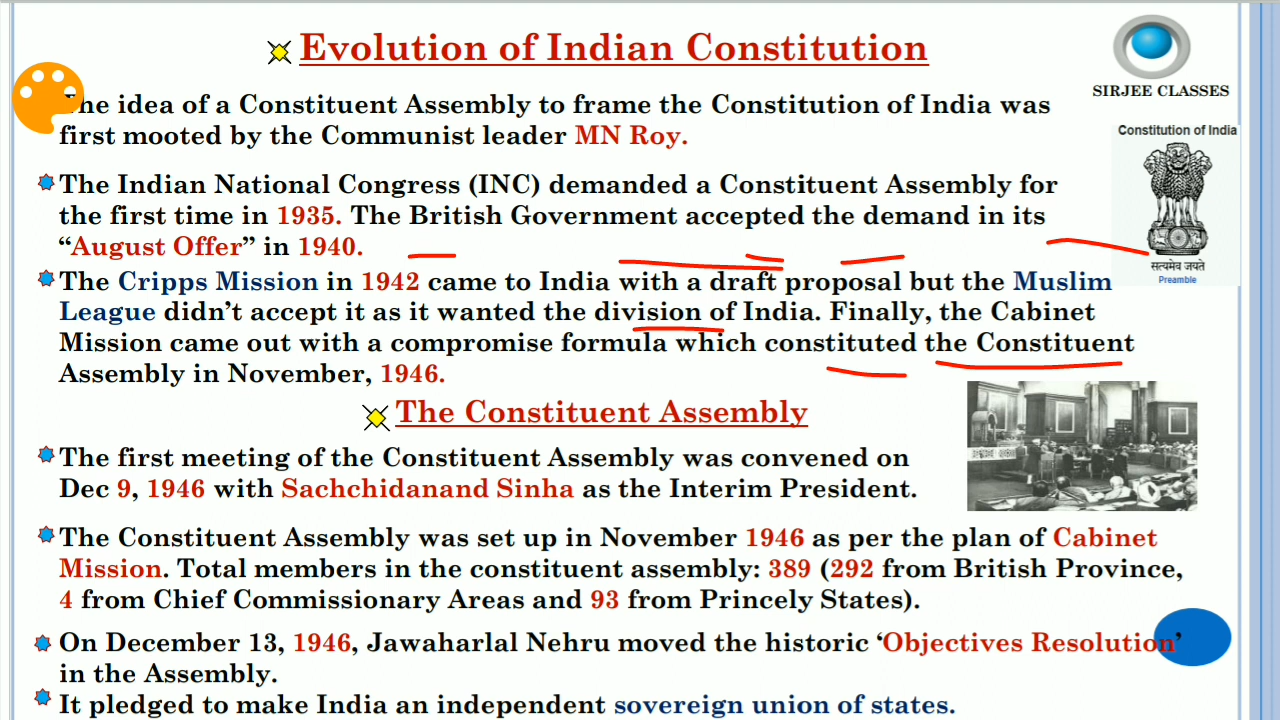 Evolution of Indian Constitution
SIRJEE CLASSES
The idea of a Constituent Assembly to frame the Constitution of India was
first mooted by the Communist leader MN Roy.
Constitution of India
सत्यमेव जयते
Preamble
The Indian National Congress (INC) demanded a Constituent Assembly for
the first time in 1935. The British Government accepted the demand in its
“August Offer” in 1940.
The Cripps Mission in 1942 came to India with a draft proposal but the Muslim
League didn’t accept it as it wanted the division of India. Finally, the Cabinet
Mission came out with a compromise formula which constituted the Constituent
Assembly in November, 1946.
The Constituent Assembly
The first meeting of the Constituent Assembly was convened on
Dec 9, 1946 with Sachchidanand Sinha as the Interim President.
The Constituent Assembly was set up in November 1946 as per the plan of Cabinet
Mission. Total members in the constituent assembly: 389 (292 from British Province,
4 from Chief Commissionary Areas and 93 from Princely States).
On December 13, 1946, Jawaharlal Nehru moved the historic ‘Objectives Resolution’
in the Assembly.
It pledged to make India an independent sovereign union of states.